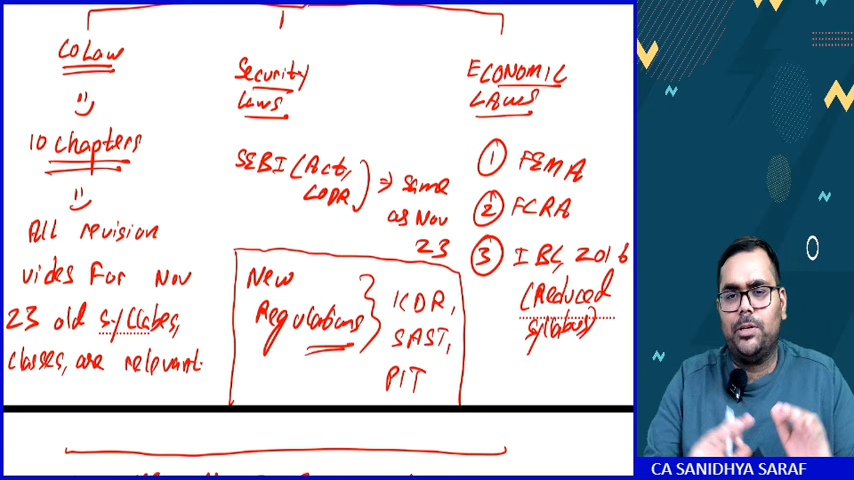 CO Law
10 Chapters
All revision
vides For Nov
23 old syllabes,
classes, are relevant.
Security
Laws
SEBI (Act,
LODR)
⇒ same
as Nov
23
New
Regulations
ICDR,
SAST,
PIT
ECONOMIC
LAWS
1 FEMA
2 FCRA
3 IBC, 2016
(Reduced
syllabus)
CA SANIDHYA SARAF